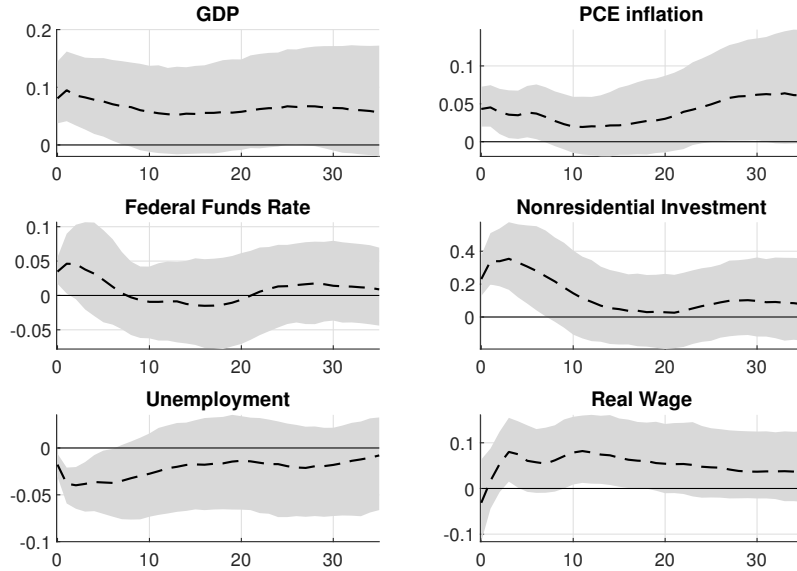 GDP
0.2
0.1
0
0 10 20 30
PCE inflation
0.1
0.05
0
0 10 20 30
Federal Funds Rate
0.1
0.05
0
-0.05
0 10 20 30
Nonresidential Investment
0.4
0.2
0
0 10 20 30
Unemployment
0
-0.05
-0.1
0 10 20 30
Real Wage
0.1
0
-0.1
0 10 20 30